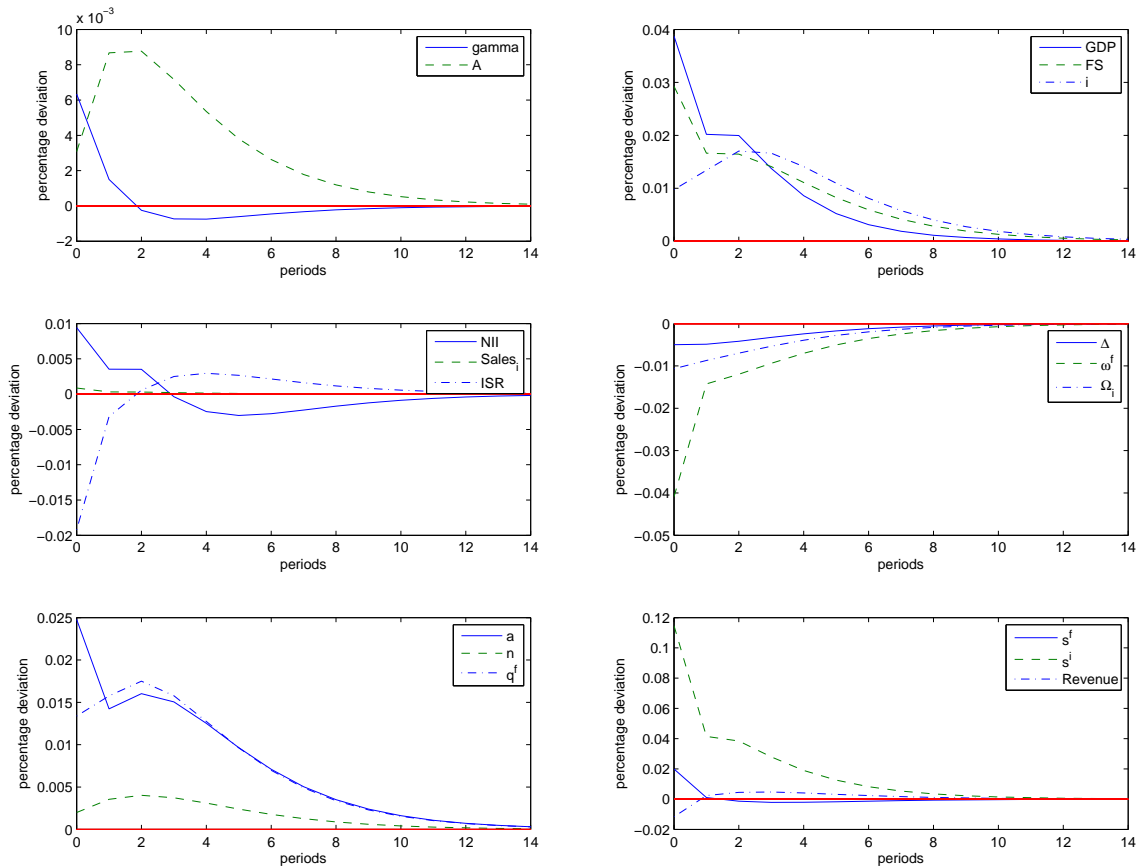 x 10⁻³
10
8
6
4
2
0
−2
percentage deviation
0 2 4 6 8 10 12 14
periods
gamma
A
0.04
0.03
0.02
0.01
0
percentage deviation
0 2 4 6 8 10 12 14
periods
GDP
FS
i
0.01
0.005
0
−0.005
−0.01
−0.015
−0.02
percentage deviation
0 2 4 6 8 10 12 14
periods
NII
Sales_i
ISR
0
−0.01
−0.02
−0.03
−0.04
−0.05
percentage deviation
0 2 4 6 8 10 12 14
periods
Δ
ω^f
Ω_i
0.025
0.02
0.015
0.01
0.005
0
percentage deviation
0 2 4 6 8 10 12 14
periods
a
n
q^f
0.12
0.1
0.08
0.06
0.04
0.02
0
−0.02
percentage deviation
0 2 4 6 8 10 12 14
periods
s^f
s^i
Revenue